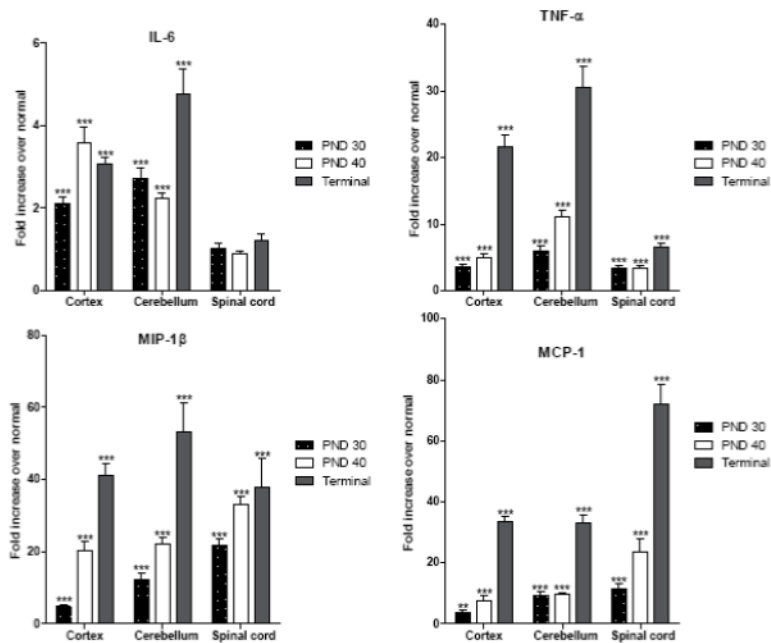 IL-6
Fold increase over normal
6
4
2
0
***
***
***
***
***
***
Cortex
Cerebellum
Spinal cord
PND 30
PND 40
Terminal
TNF-α
Fold increase over normal
40
30
20
10
0
***
***
***
***
***
***
***
***
***
Cortex
Cerebellum
Spinal cord
PND 30
PND 40
Terminal
MIP-1β
Fold increase over normal
80
60
40
20
0
***
***
***
***
***
***
***
***
***
Cortex
Cerebellum
Spinal cord
PND 30
PND 40
Terminal
MCP-1
Fold increase over normal
100
80
60
40
20
0
**
***
***
***
***
***
***
***
***
Cortex
Cerebellum
Spinal cord
PND 30
PND 40
Terminal